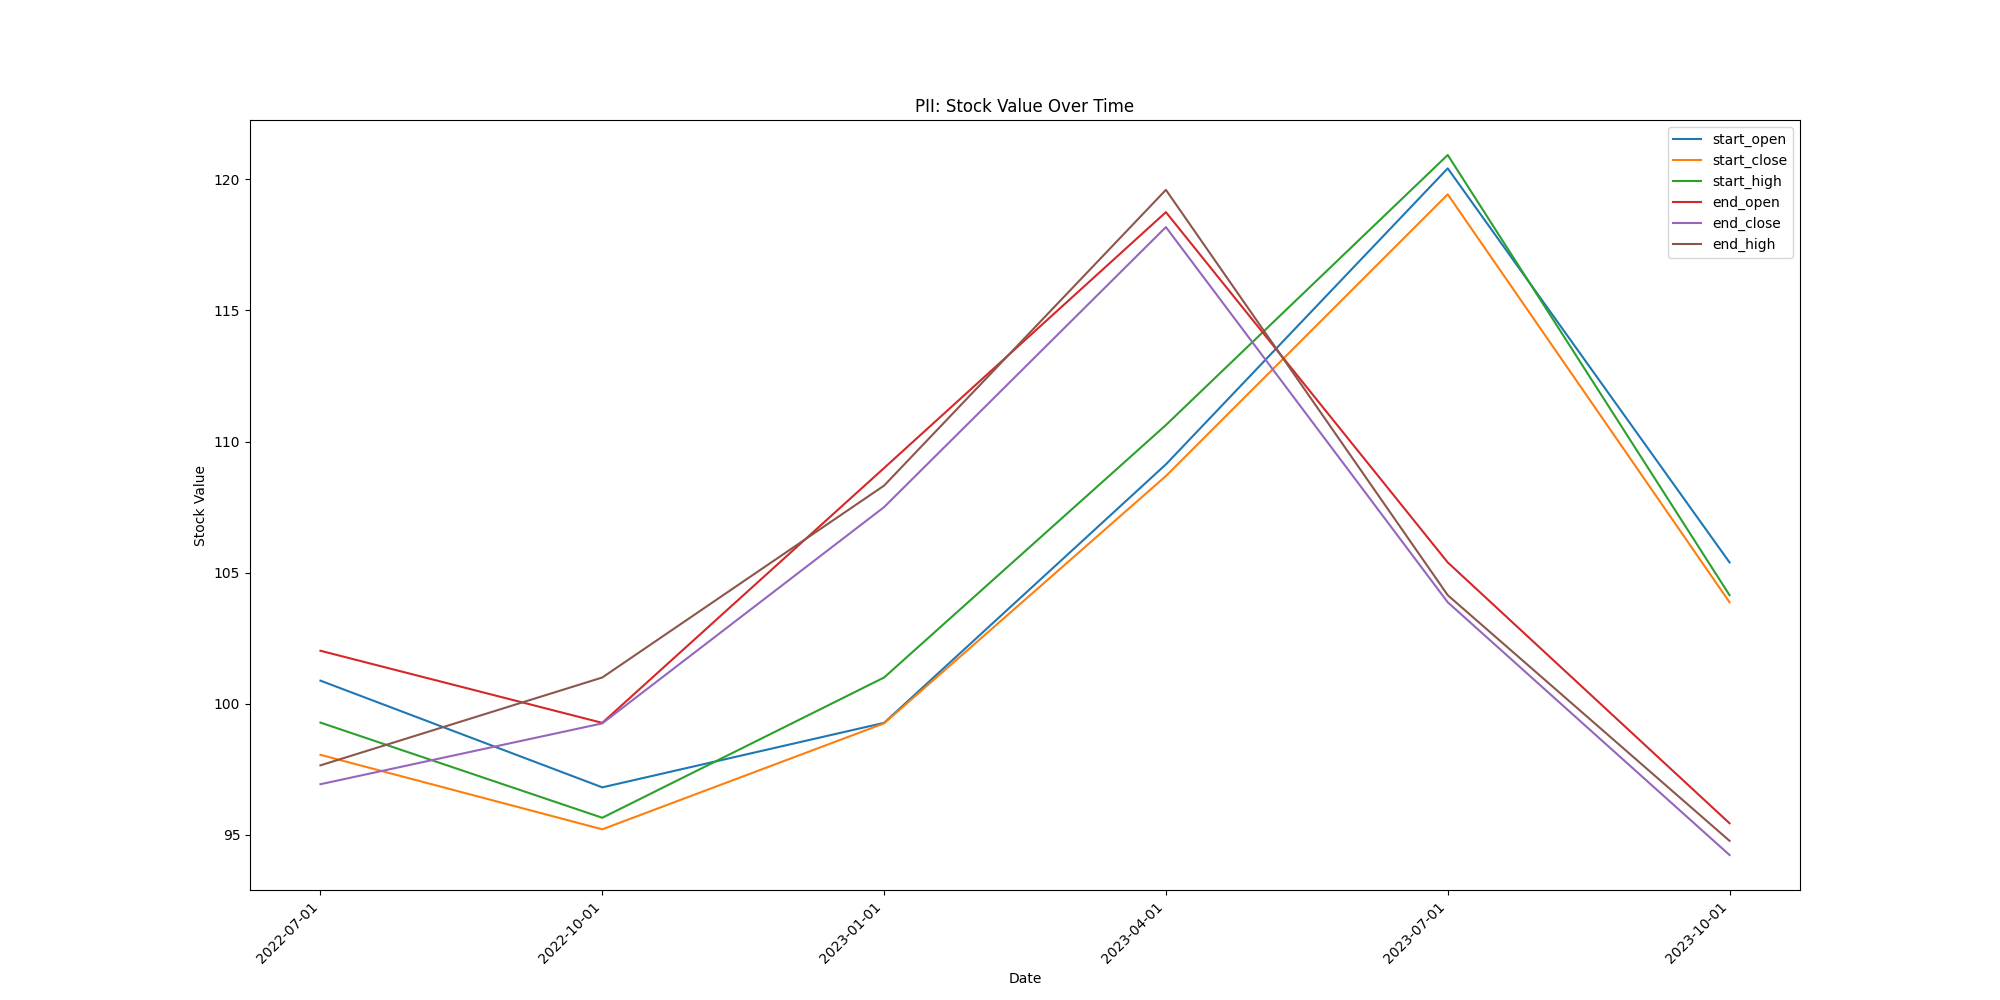 PII: Stock Value Over Time
start_open
start_close
start_high
end_open
end_close
end_high
Stock Value
120
115
110
105
100
95
2022-07-01
2022-10-01
2023-01-01
2023-04-01
2023-07-01
2023-10-01
Date